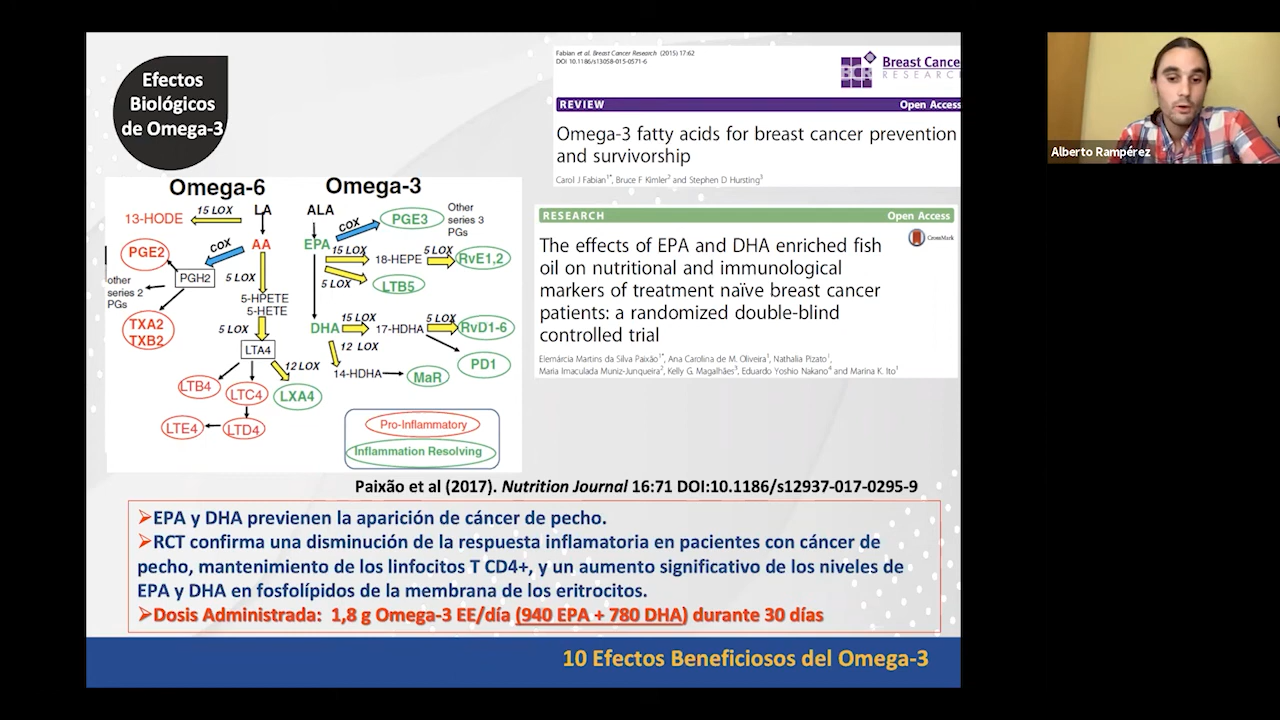 Efectos
Biológicos
de Omega-3
Fabian et al. Breast Cancer Research (2015) 17:62
DOI 10.1186/s13058-015-0571-6
BCR
Breast Cance
RESEARCH
REVIEW
Open Access
Omega-3 fatty acids for breast cancer prevention
and survivorship
Carol J Fabian1*, Bruce F Kimler2 and Stephen D Hursting3
RESEARCH
Open Access
CrossMark
The effects of EPA and DHA enriched fish
oil on nutritional and immunological
markers of treatment naïve breast cancer
patients: a randomized double-blind
controlled trial
Elemárcia Martins da Silva Paixão1*, Ana Carolina de M. Oliveira1, Nathalia Pizato1,
Maria Imaculada Muniz-Junqueira2, Kelly G. Magalhães3, Eduardo Yoshio Nakano4 and Marina K. Ito1
Omega-6
Omega-3
13-HODE
15 LOX
LA
ALA
COX
PGE3
Other
series 3
PGs
PGE2
COX
AA
EPA
15 LOX
18-HEPE
5 LOX
RvE1,2
PGH2
5 LOX
5 LOX
LTB5
other
series 2
PGs
5-HPETE
5-HETE
TXA2
TXB2
5 LOX
DHA
15 LOX
17-HDHA
5 LOX
RvD1-6
LTA4
12 LOX
12 LOX
14-HDHA
MaR
PD1
LTB4
LTC4
LXA4
LTE4
LTD4
Pro-Inflammatory
Inflammation Resolving
Paixão et al (2017). Nutrition Journal 16:71 DOI:10.1186/s12937-017-0295-9
➢EPA y DHA previenen la aparición de cáncer de pecho.
➢RCT confirma una disminución de la respuesta inflamatoria en pacientes con cáncer de
pecho, mantenimiento de los linfocitos T CD4+, y un aumento significativo de los niveles de
EPA y DHA en fosfolípidos de la membrana de los eritrocitos.
➢Dosis Administrada: 1,8 g Omega-3 EE/día (940 EPA + 780 DHA) durante 30 días
10 Efectos Beneficiosos del Omega-3
Alberto Rampérez